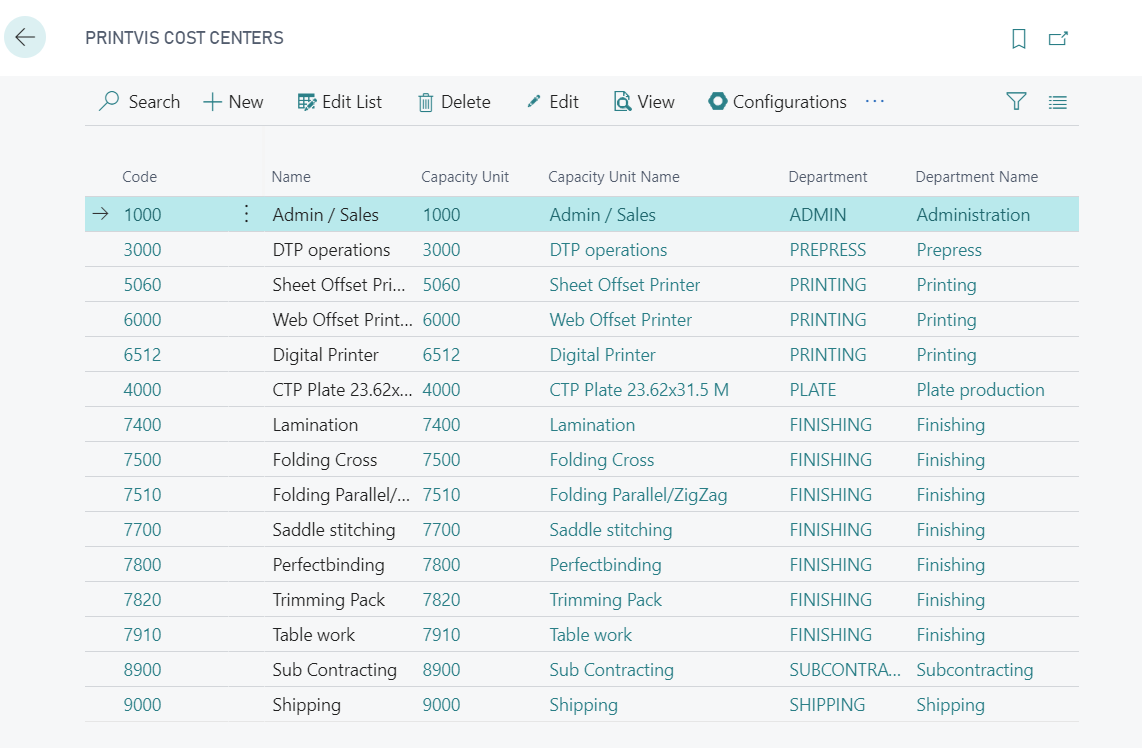 PRINTVIS COST CENTERS
Search New Edit List Delete Edit View Configurations ...
Code Name Capacity Unit Capacity Unit Name Department Department Name
1000 Admin / Sales 1000 Admin / Sales ADMIN Administration
3000 DTP operations 3000 DTP operations PREPRESS Prepress
5060 Sheet Offset Pri... 5060 Sheet Offset Printer PRINTING Printing
6000 Web Offset Print... 6000 Web Offset Printer PRINTING Printing
6512 Digital Printer 6512 Digital Printer PRINTING Printing
4000 CTP Plate 23.62x... 4000 CTP Plate 23.62x31.5 M PLATE Plate production
7400 Lamination 7400 Lamination FINISHING Finishing
7500 Folding Cross 7500 Folding Cross FINISHING Finishing
7510 Folding Parallel/... 7510 Folding Parallel/ZigZag FINISHING Finishing
7700 Saddle stitching 7700 Saddle stitching FINISHING Finishing
7800 Perfectbinding 7800 Perfectbinding FINISHING Finishing
7820 Trimming Pack 7820 Trimming Pack FINISHING Finishing
7910 Table work 7910 Table work FINISHING Finishing
8900 Sub Contracting 8900 Sub Contracting SUBCONTRA... Subcontracting
9000 Shipping 9000 Shipping SHIPPING Shipping